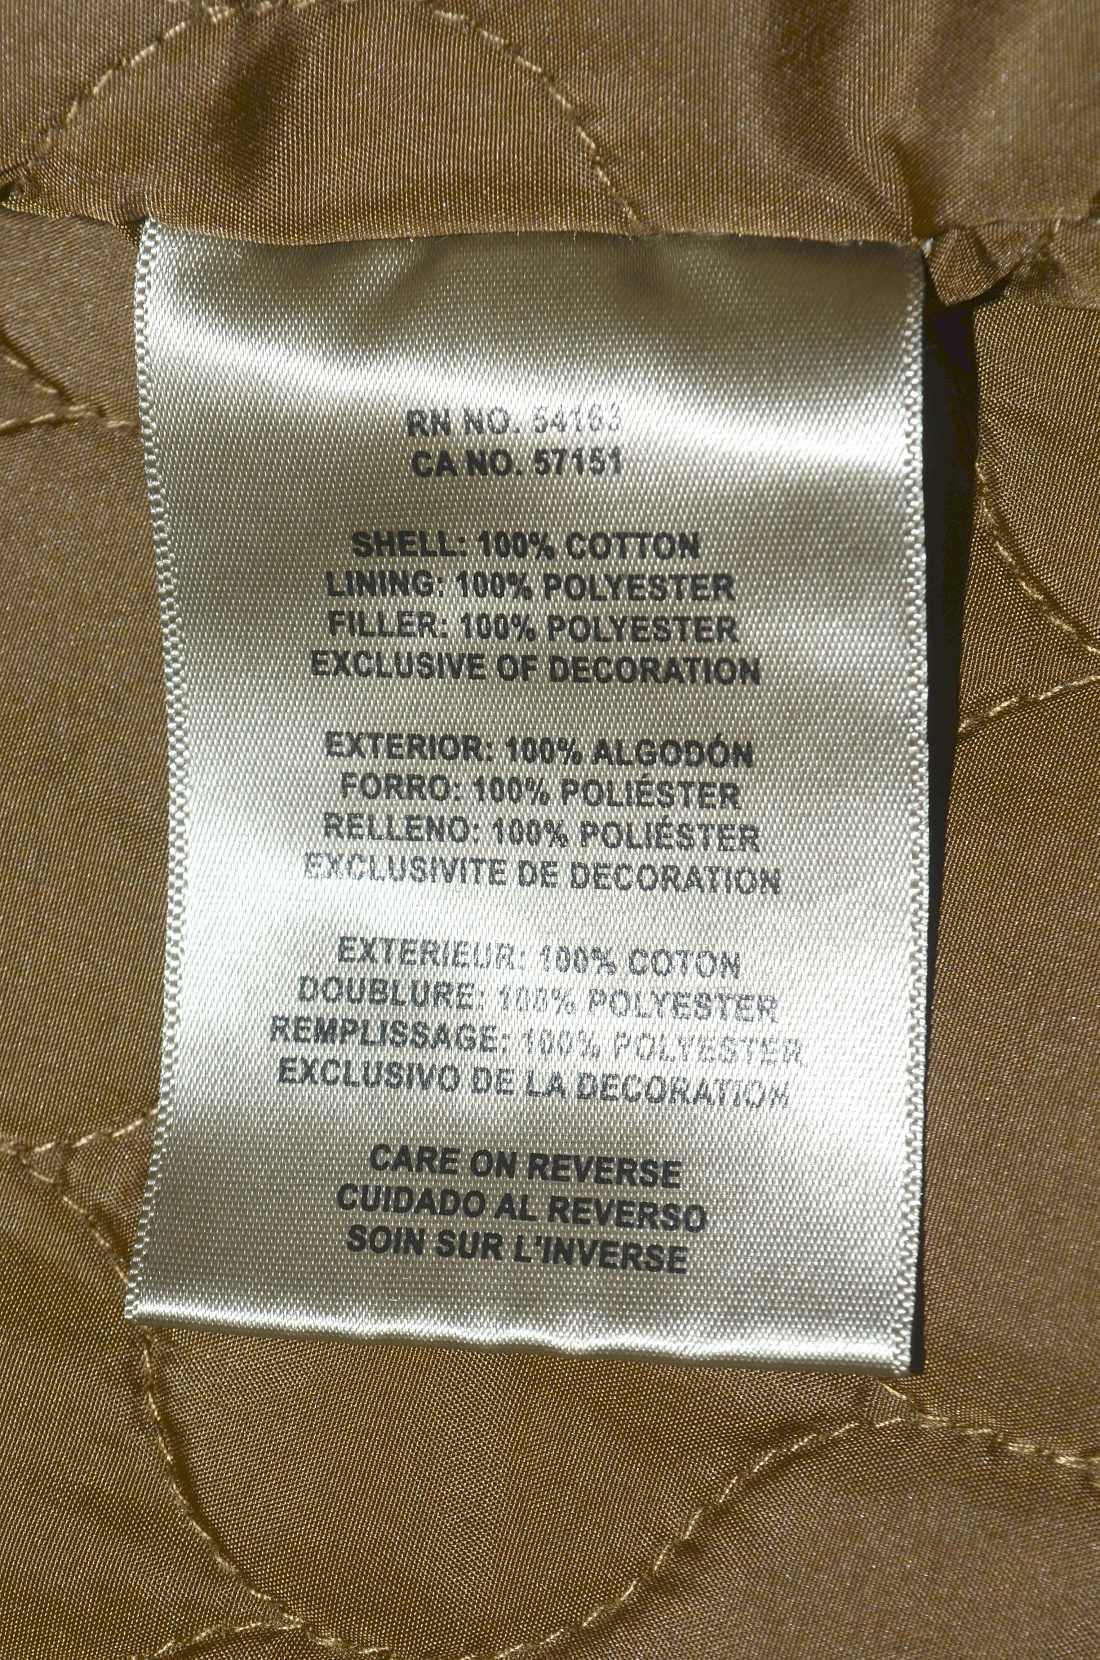 RN NO. 54163
CA NO. 57151
SHELL: 100% COTTON
LINING: 100% POLYESTER
FILLER: 100% POLYESTER
EXCLUSIVE OF DECORATION
EXTERIOR: 100% ALGODÓN
FORRO: 100% POLIÉSTER
RELLENO: 100% POLIÉSTER
EXCLUSIVITE DE DECORATION
EXTERIEUR: 100% COTON
DOUBLURE: 100% POLYESTER
REMPLISSAGE: 100% POLYESTER
EXCLUSIVO DE LA DECORATION
CARE ON REVERSE
CUIDADO AL REVERSO
SOIN SUR L'INVERSE